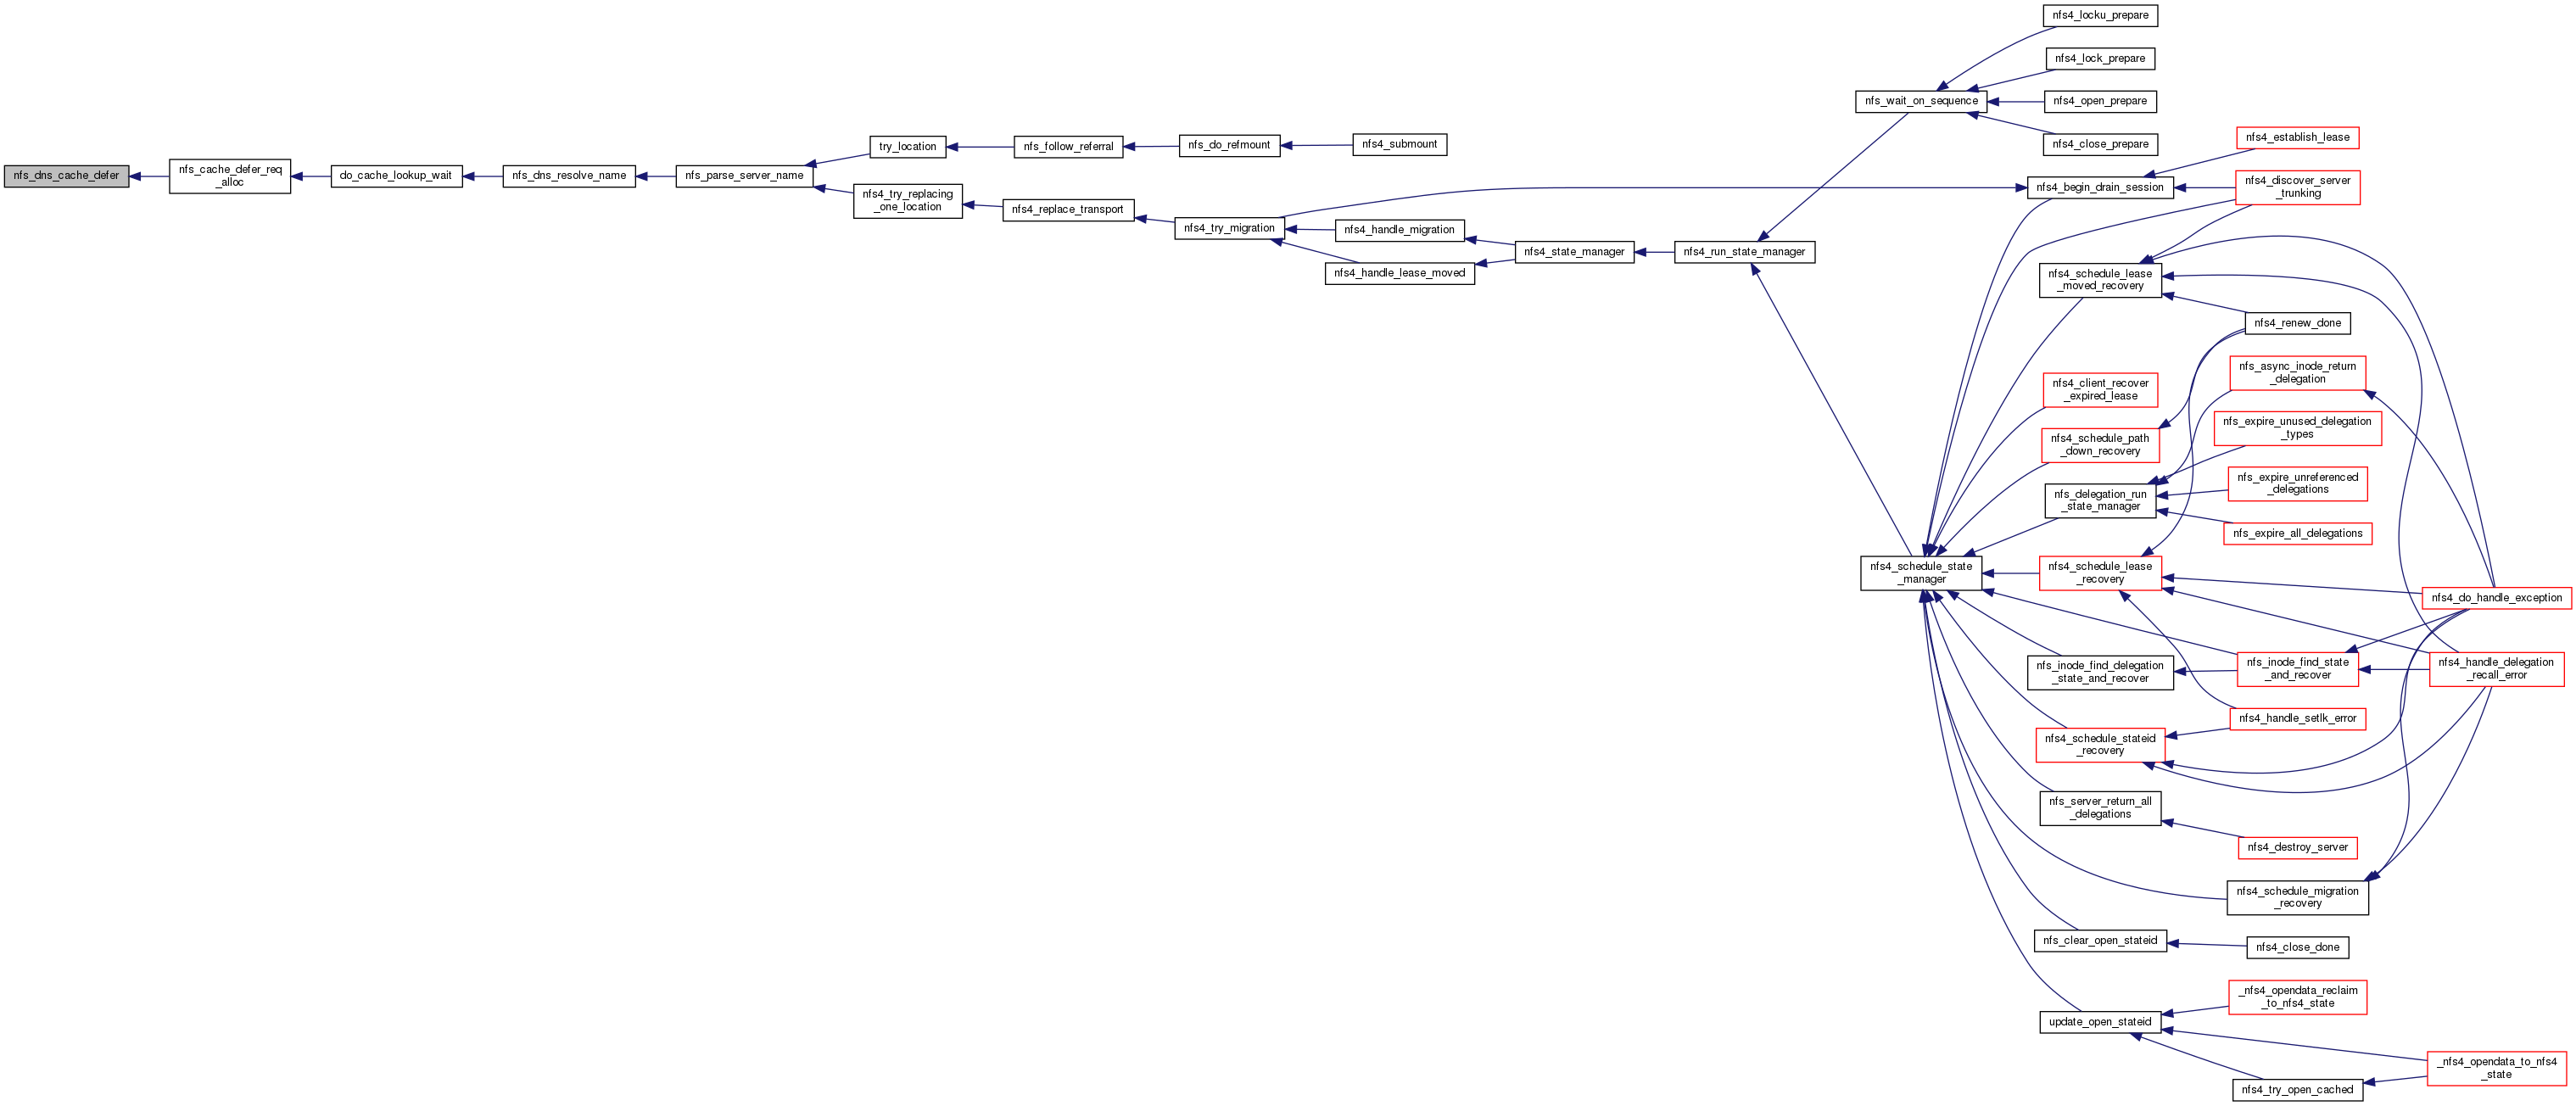 nfs_dns_cache_defer
nfs_cache_defer_req
_alloc
do_cache_lookup_wait
nfs_dns_resolve_name
nfs_parse_server_name
try_location
nfs_follow_referral
nfs_do_refmount
nfs4_submount
nfs4_try_replacing
_one_location
nfs4_replace_transport
nfs4_try_migration
nfs4_handle_migration
nfs4_handle_lease_moved
nfs4_state_manager
nfs4_run_state_manager
nfs_wait_on_sequence
nfs4_locku_prepare
nfs4_lock_prepare
nfs4_open_prepare
nfs4_close_prepare
nfs4_schedule_state
_manager
nfs4_begin_drain_session
nfs4_establish_lease
nfs4_discover_server
_trunking
nfs4_schedule_lease
_moved_recovery
nfs4_renew_done
nfs4_client_recover
_expired_lease
nfs4_schedule_path
_down_recovery
nfs_delegation_run
_state_manager
nfs_async_inode_return
_delegation
nfs_expire_unused_delegation
_types
nfs_expire_unreferenced
_delegations
nfs_expire_all_delegations
nfs4_schedule_lease
_recovery
nfs4_do_handle_exception
nfs4_handle_delegation
_recall_error
nfs_inode_find_delegation
_state_and_recover
nfs_inode_find_state
_and_recover
nfs4_handle_setlk_error
nfs4_schedule_stateid
_recovery
nfs_server_return_all
_delegations
nfs4_destroy_server
nfs4_schedule_migration
_recovery
nfs_clear_open_stateid
nfs4_close_done
update_open_stateid
_nfs4_opendata_reclaim
_to_nfs4_state
_nfs4_opendata_to_nfs4
_state
nfs4_try_open_cached